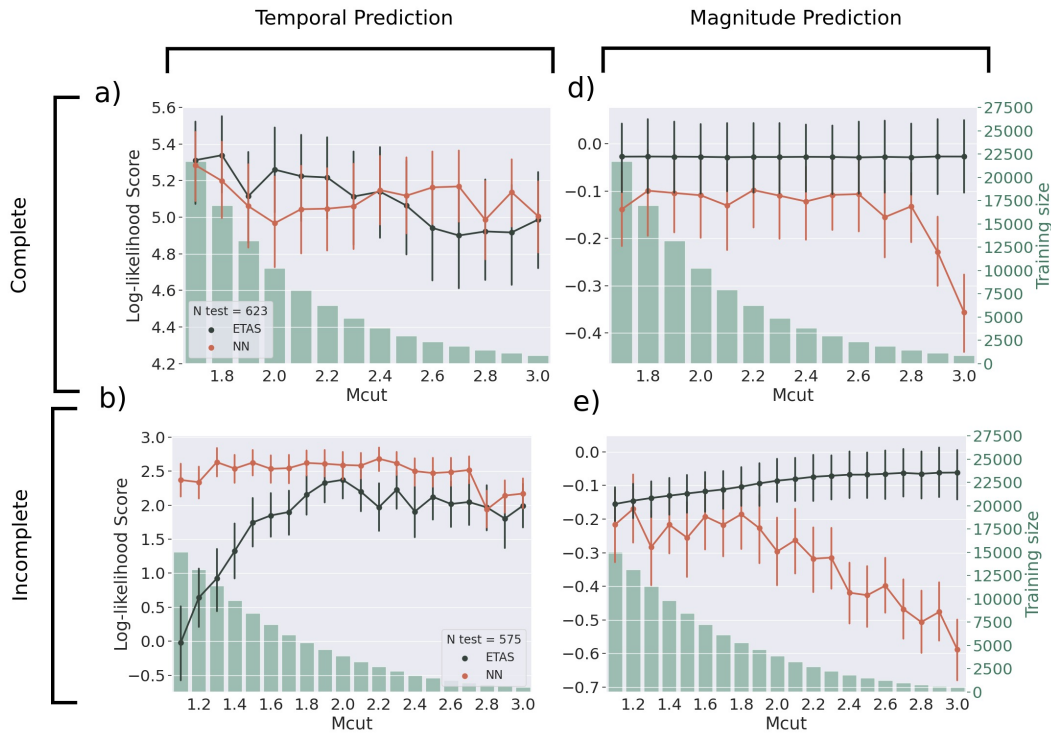 Temporal Prediction
Magnitude Prediction
Complete
Incomplete
a)
Log-likelihood Score
5.6
5.4
5.2
5.0
4.8
4.6
4.4
4.2
N test = 623
ETAS
NN
1.8 2.0 2.2 2.4 2.6 2.8 3.0
Mcut
d)
0.0
−0.1
−0.2
−0.3
−0.4
1.8 2.0 2.2 2.4 2.6 2.8 3.0
Mcut
27500
25000
22500
20000
17500
15000
12500
10000
7500
5000
2500
0
Training size
b)
Log-likelihood Score
3.0
2.5
2.0
1.5
1.0
0.5
0.0
−0.5
N test = 575
ETAS
NN
1.2 1.4 1.6 1.8 2.0 2.2 2.4 2.6 2.8 3.0
Mcut
e)
0.0
−0.1
−0.2
−0.3
−0.4
−0.5
−0.6
−0.7
1.2 1.4 1.6 1.8 2.0 2.2 2.4 2.6 2.8 3.0
Mcut
27500
25000
22500
20000
17500
15000
12500
10000
7500
5000
2500
0
Training size